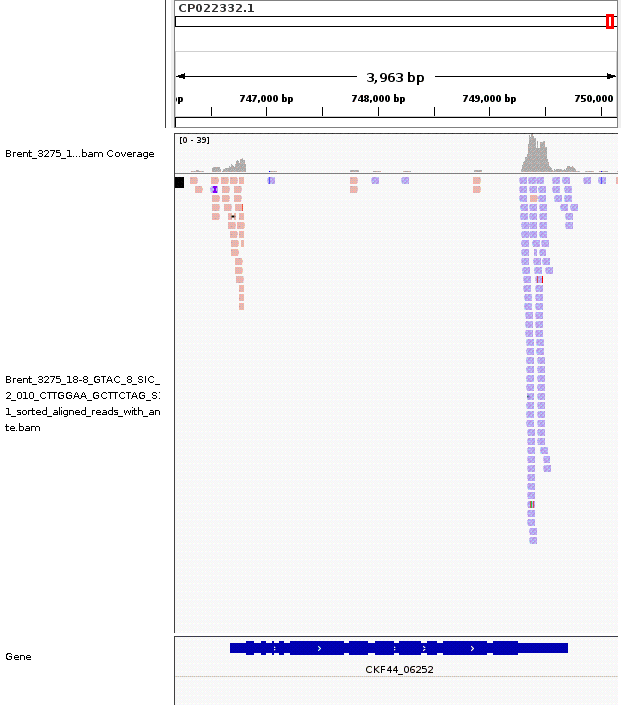 CP022332.1
3,963 bp
bp
747,000 bp
748,000 bp
749,000 bp
750,000
[0 - 39]
Brent_3275_1...bam Coverage
Brent_3275_18-8_GTAC_8_SIC_
2_010_CTTGGAA_GCTTCTAG_S
1_sorted_aligned_reads_with_an
te.bam
Gene
CKF44_06252